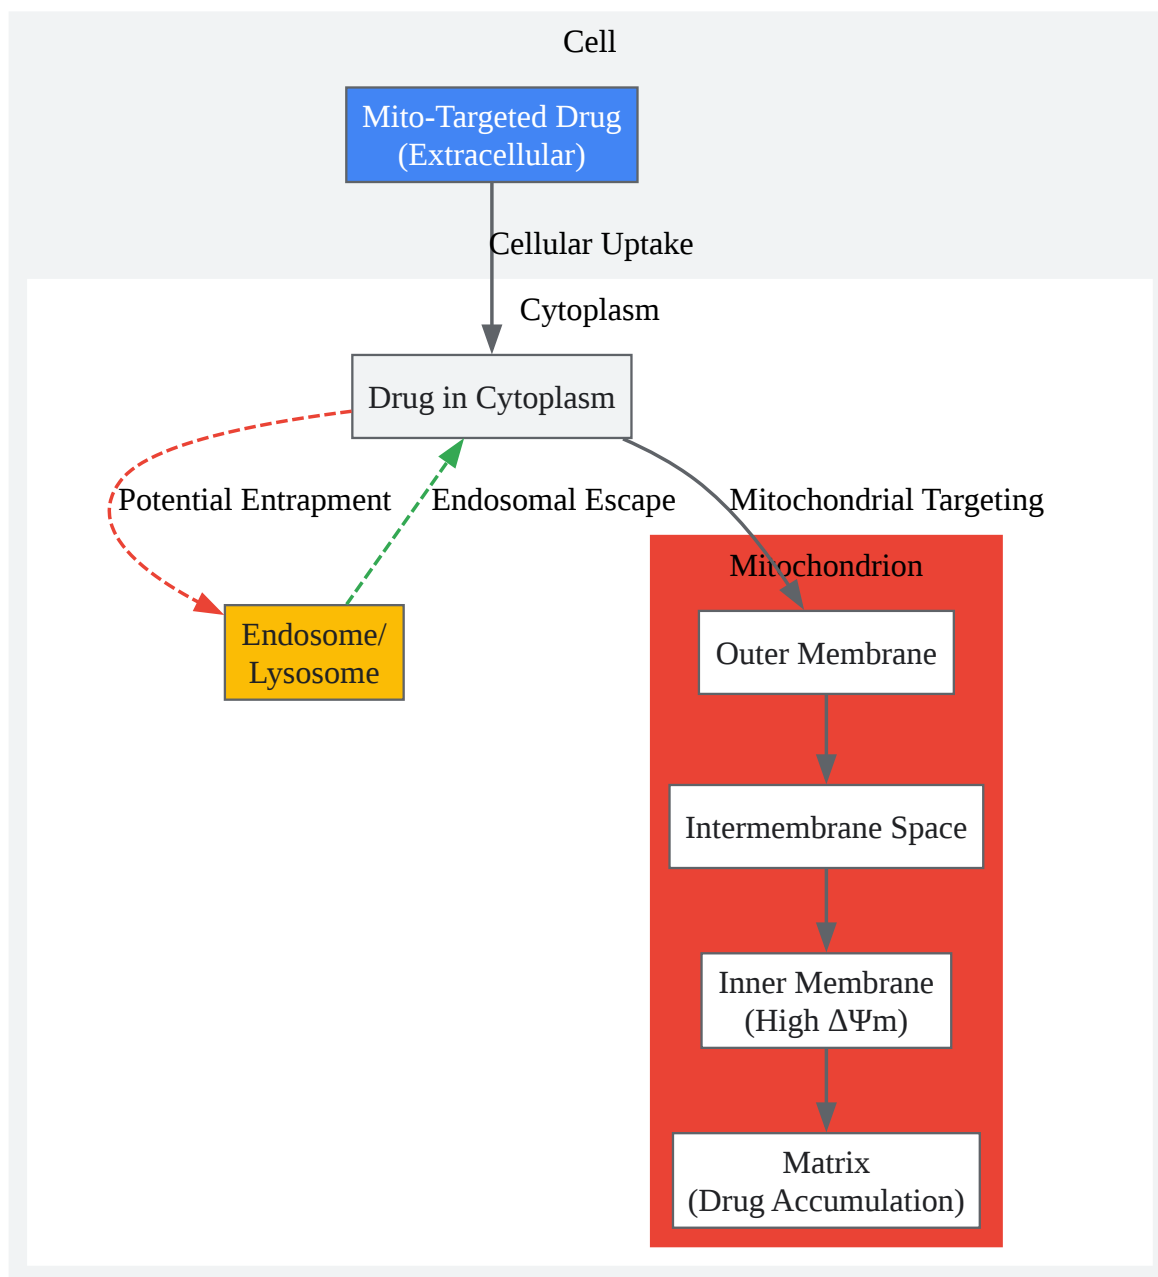 Cell
Mito-Targeted Drug
(Extracellular)
Cellular Uptake
Cytoplasm
Drug in Cytoplasm
Potential Entrapment
Endosomal Escape
Mitochondrial Targeting
Mitochondrion
Endosome/
Lysosome
Outer Membrane
Intermembrane Space
Inner Membrane
(High ΔΨm)
Matrix
(Drug Accumulation)